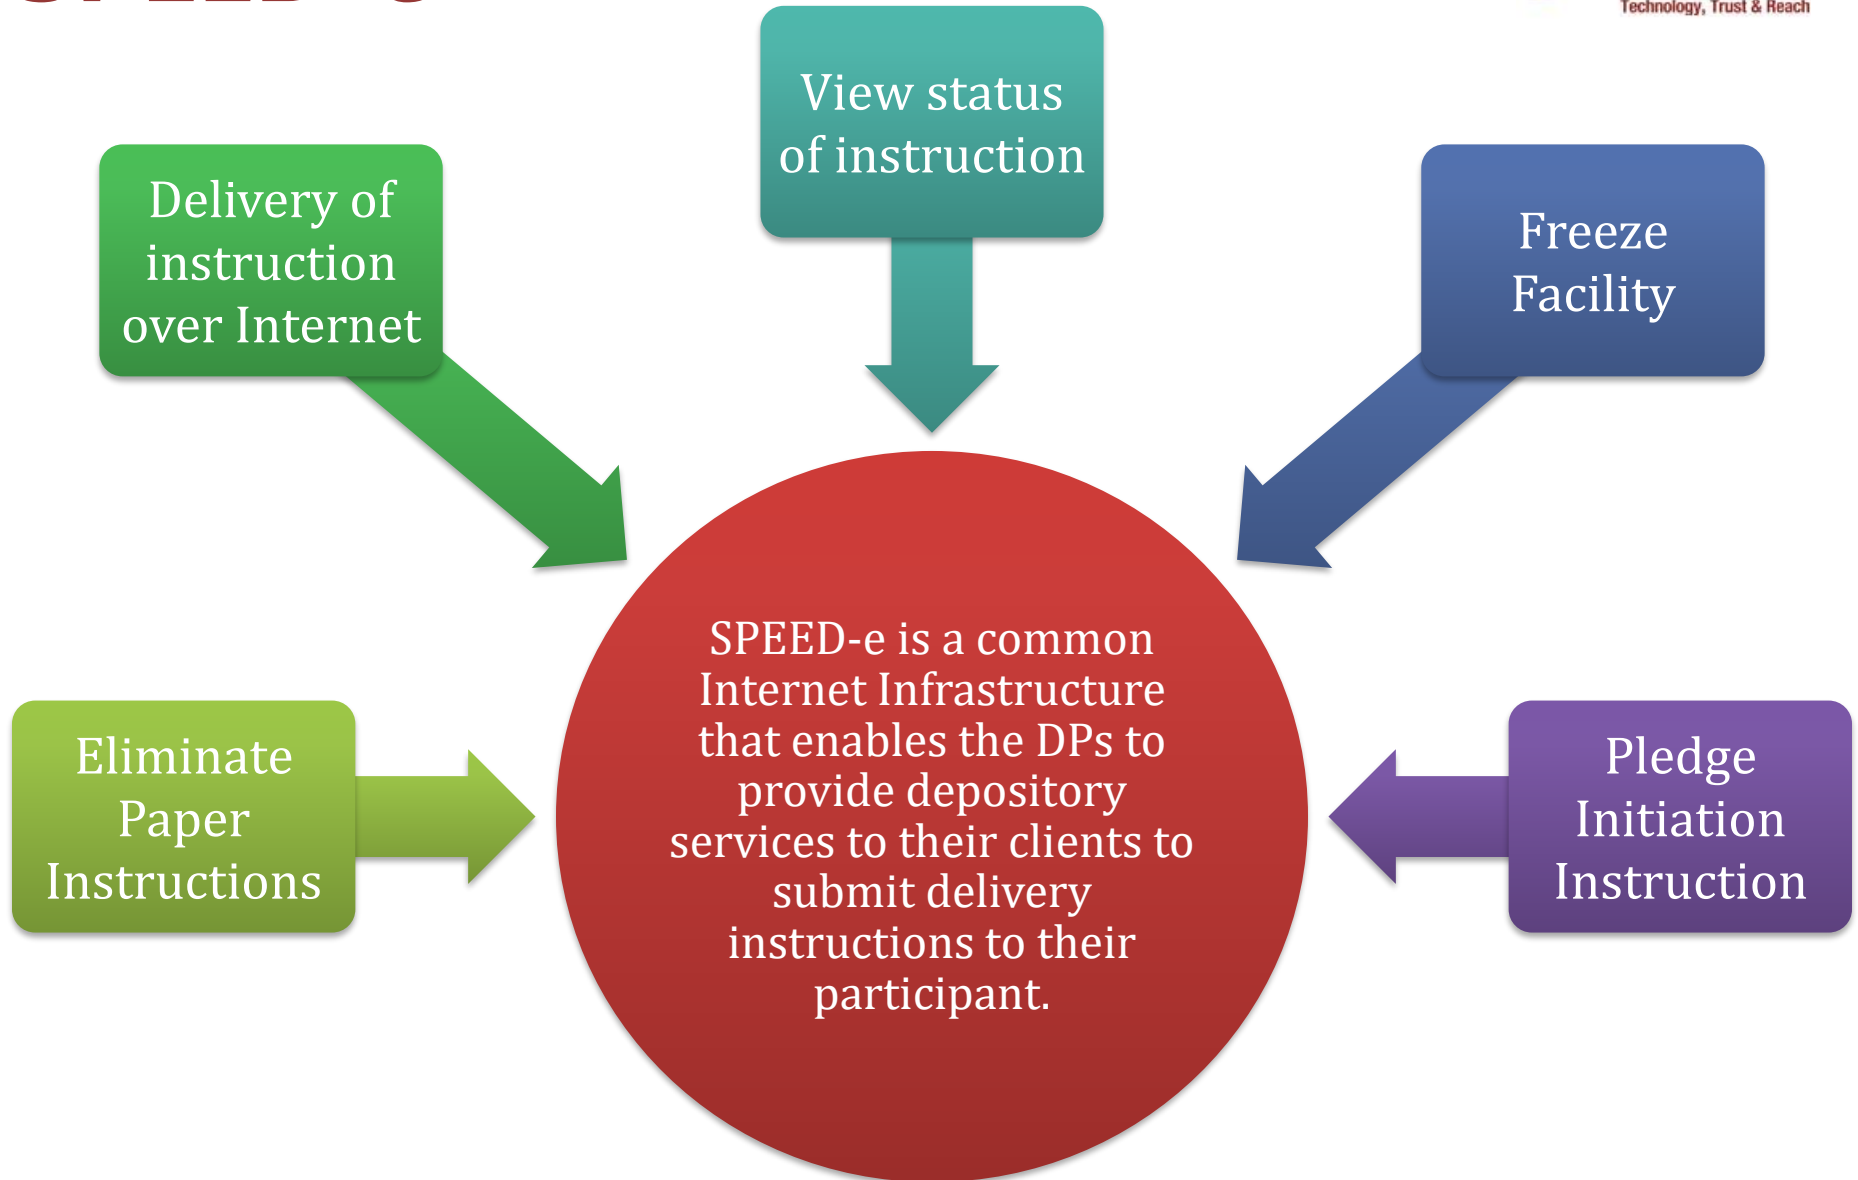 Technology, Trust & Reach
View status
of instruction
Delivery of
instruction
over Internet
Freeze
Facility
Eliminate
Paper
Instructions
SPEED-e is a common
Internet Infrastructure
that enables the DPs to
provide depository
services to their clients to
submit delivery
instructions to their
participant.
Pledge
Initiation
Instruction